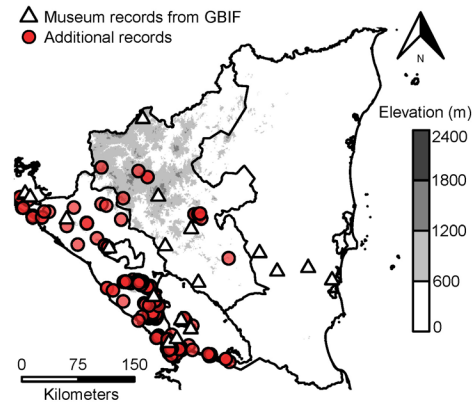 Museum records from GBIF
Additional records
N
Elevation (m)
2400
1800
1200
600
0
0 75 150
Kilometers